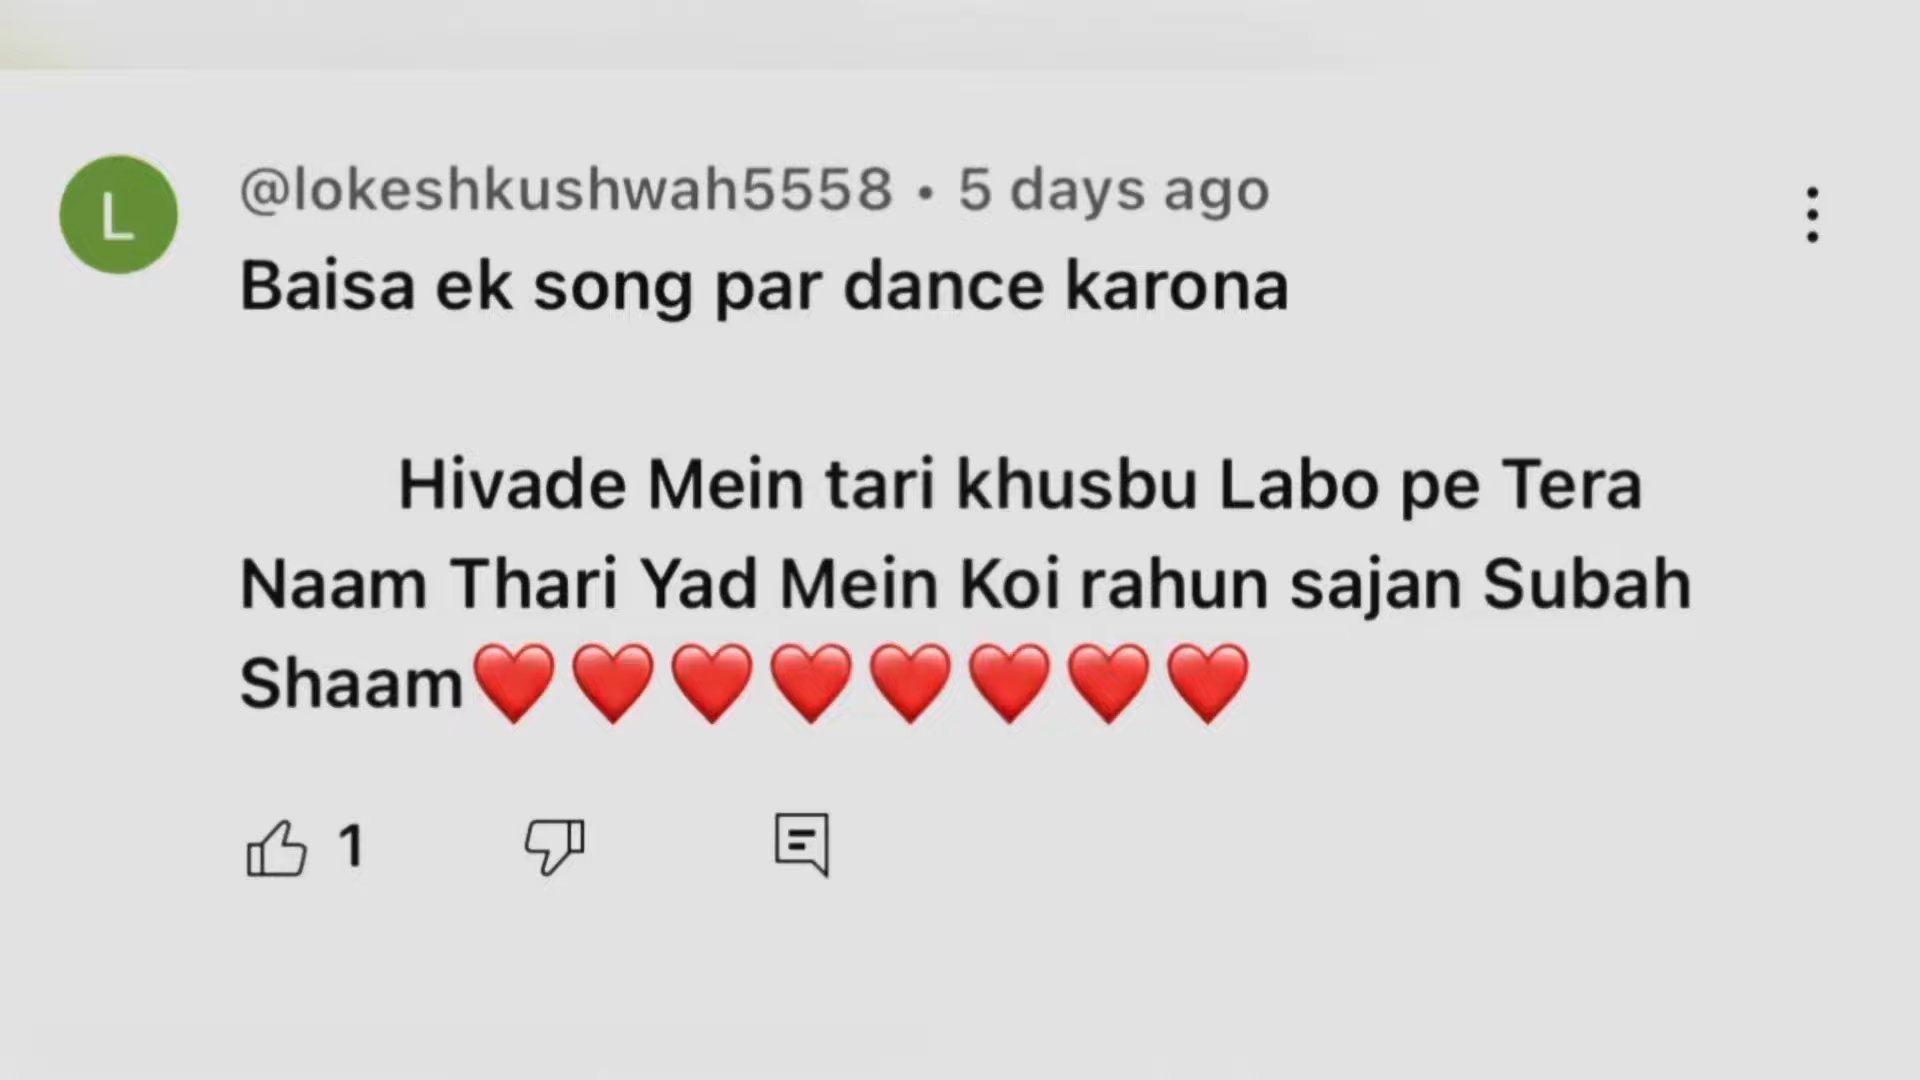 L
@lokeshkushwah5558 • 5 days ago
Baisa ek song par dance karona
Hivade Mein tari khusbu Labo pe Tera
Naam Thari Yad Mein Koi rahun sajan Subah
Shaam❤️❤️❤️❤️❤️❤️❤️❤️
1